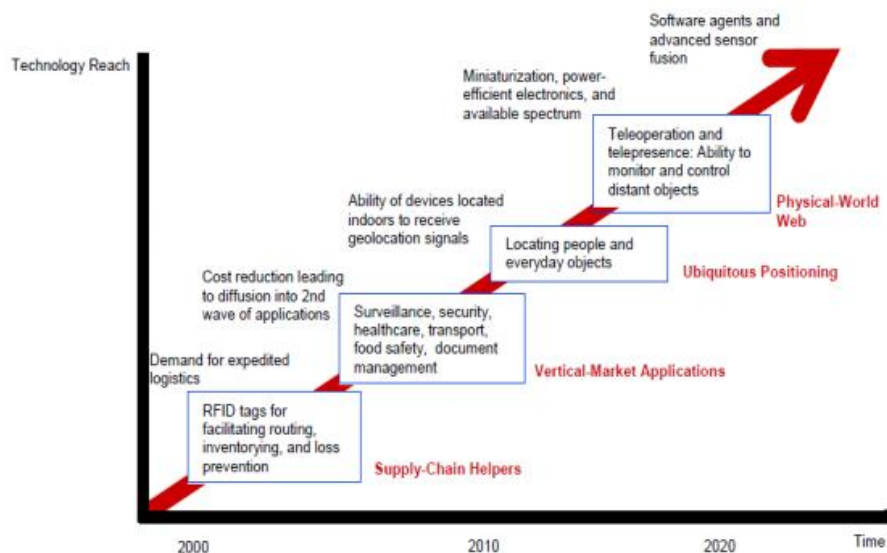 Software agents and
advanced sensor
fusion
Technology Reach
Miniaturization, power-
efficient electronics, and
available spectrum
Teleoperation and
telepresence: Ability to
monitor and control
distant objects
Physical-World
Web
Ability of devices located
indoors to receive
geolocation signals
Locating people and
everyday objects
Ubiquitous Positioning
Cost reduction leading
to diffusion into 2nd
wave of applications
Surveillance, security,
healthcare, transport,
food safety, document
management
Vertical-Market Applications
Demand for expedited
logistics
RFID tags for
facilitating routing,
inventorying, and loss
prevention
Supply-Chain Helpers
2000
2010
2020
Time